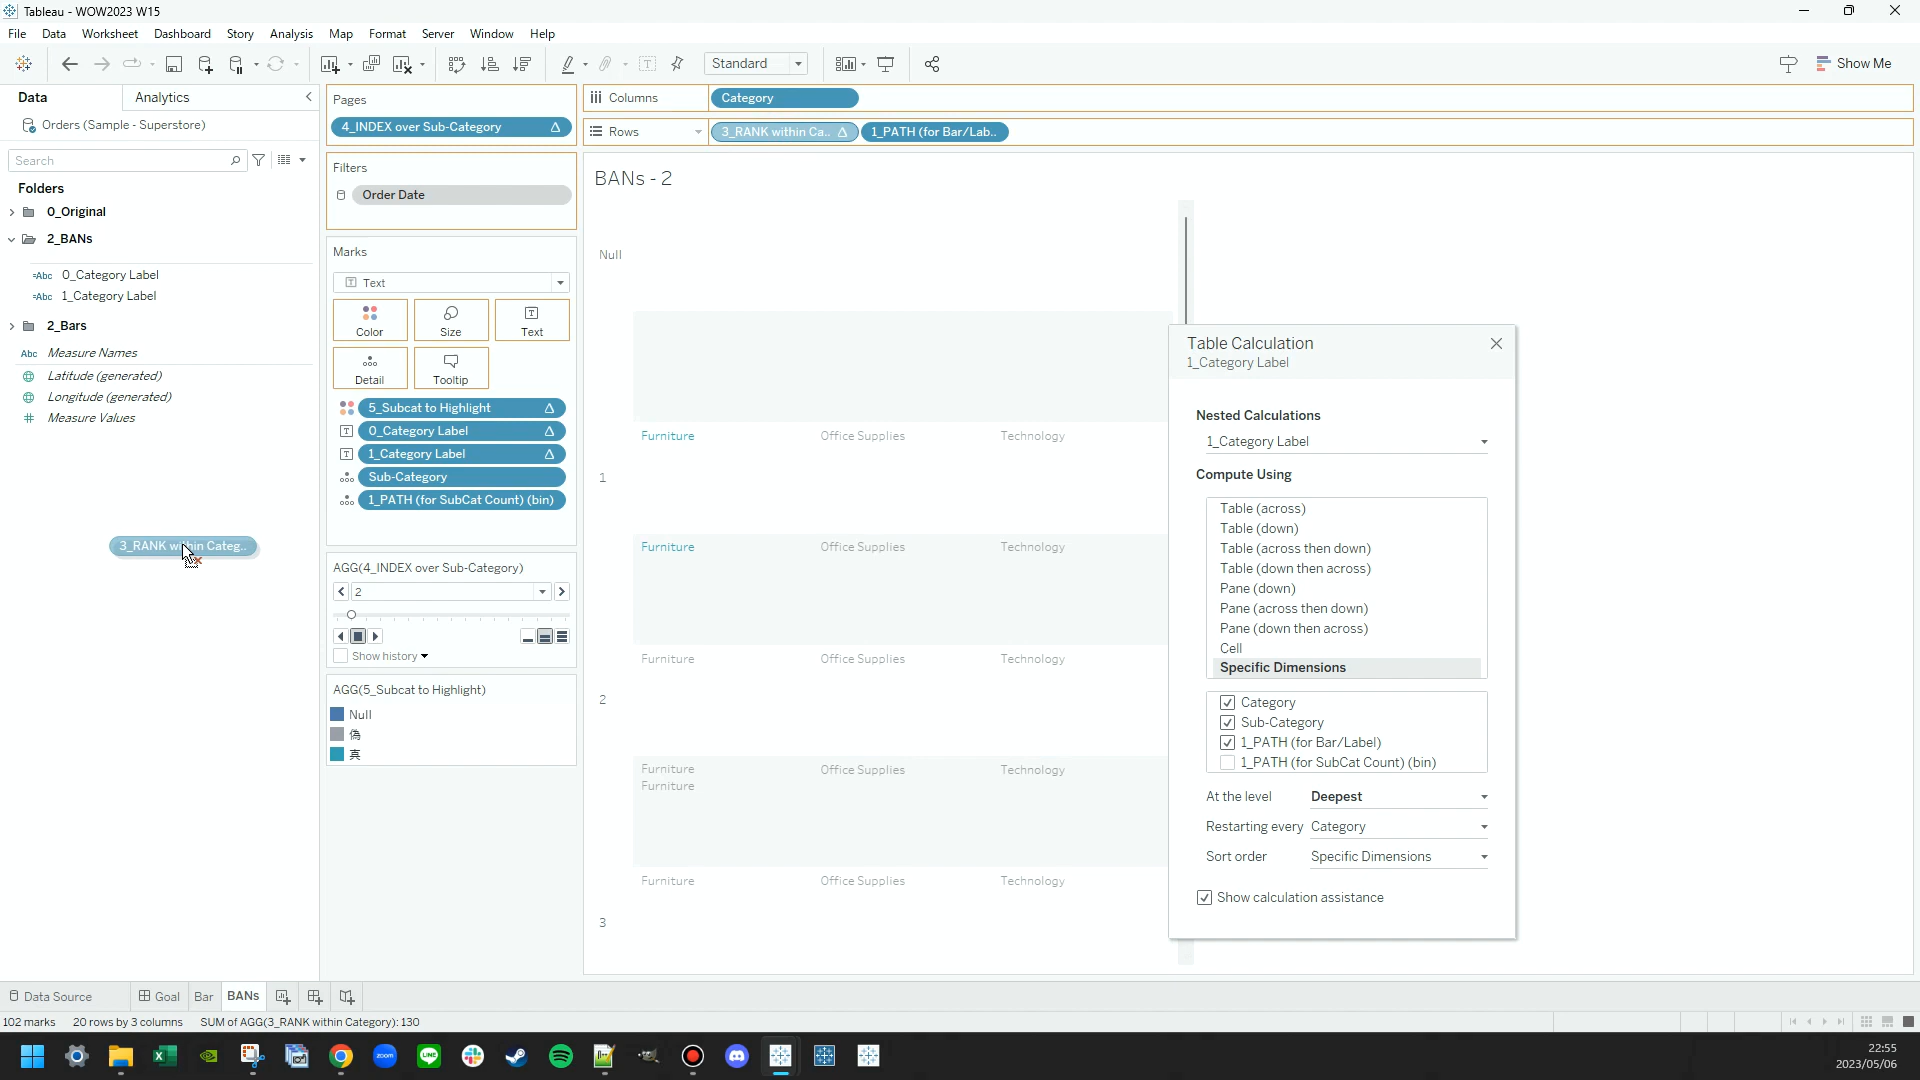 Tableau - WOW2023 W15
File Data Worksheet Dashboard Story Analysis Map Format Server Window Help
Standard
Show Me
Data
Analytics
Orders (Sample - Superstore)
Search
Folders
0_Original
2_BANs
=Abc 0_Category Label
=Abc 1_Category Label
2_Bars
Abc Measure Names
Latitude (generated)
Longitude (generated)
# Measure Values
3_RANK within Categ..
Pages
4_INDEX over Sub-Category
Filters
Order Date
Marks
Text
Color
Size
Text
Detail
Tooltip
5_Subcat to Highlight
0_Category Label
1_Category Label
Sub-Category
1_PATH (for SubCat Count) (bin)
AGG(4_INDEX over Sub-Category)
2
Show history
AGG(5_Subcat to Highlight)
Null
偽
真
Columns
Category
Rows
3_RANK within Ca..
1_PATH (for Bar/Lab..
BANs - 2
Null
Furniture Office Supplies Technology
1
Furniture Office Supplies Technology
Furniture Office Supplies Technology
2
Furniture Office Supplies Technology
Furniture
Furniture Office Supplies Technology
3
Table Calculation
1_Category Label
Nested Calculations
1_Category Label
Compute Using
Table (across)
Table (down)
Table (across then down)
Table (down then across)
Pane (down)
Pane (across then down)
Pane (down then across)
Cell
Specific Dimensions
Category
Sub-Category
1_PATH (for Bar/Label)
1_PATH (for SubCat Count) (bin)
At the level Deepest
Restarting every Category
Sort order Specific Dimensions
Show calculation assistance
Data Source
Goal
Bar
BANs
102 marks 20 rows by 3 columns SUM of AGG(3_RANK within Category): 130
zoom
LINE
22:55
2023/05/06